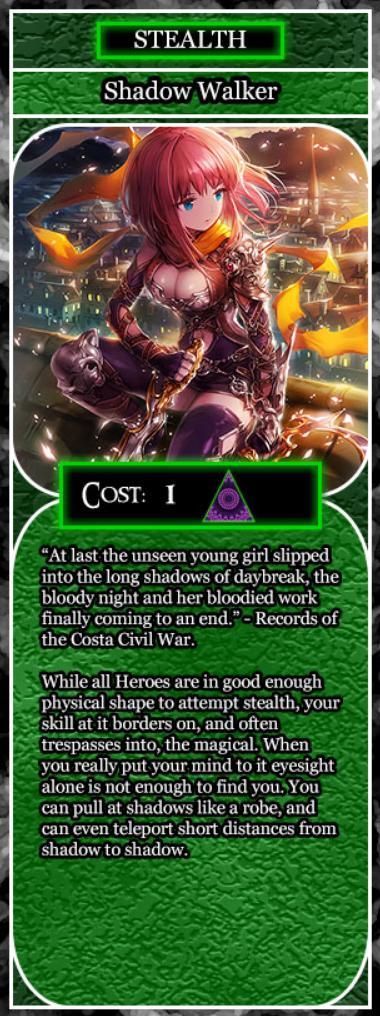 STEALTH
Shadow Walker
COST: 1
“At last the unseen young girl slipped
into the long shadows of daybreak, the
bloody night and her bloodied work
finally coming to an end.” - Records of
the Costa Civil War.
While all Heroes are in good enough
physical shape to attempt stealth, your
skill at it borders on, and often
trespasses into, the magical. When
you really put your mind to it eyesight
alone is not enough to find you. You
can pull at shadows like a robe, and
can even teleport short distances from
shadow to shadow.